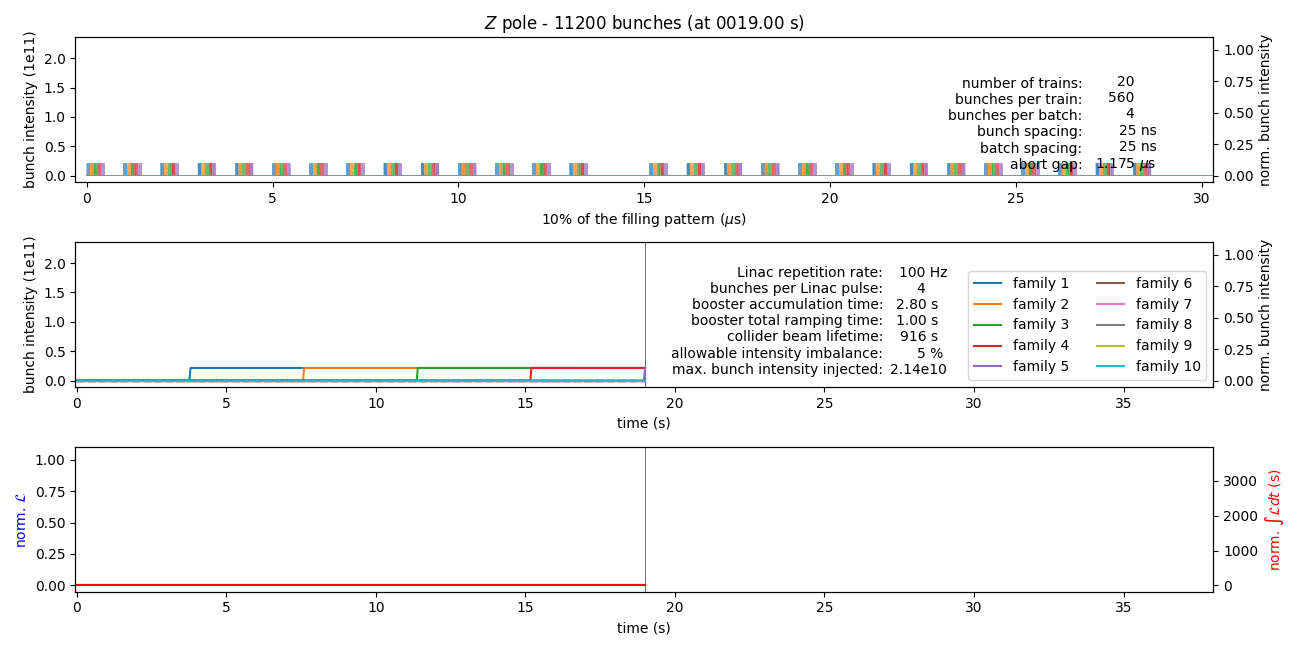 Z pole - 11200 bunches (at 0019.00 s)
bunch intensity (1e11)
2.0
1.5
1.0
0.5
0.0
number of trains: 20
bunches per train: 560
bunches per batch: 4
bunch spacing: 25 ns
batch spacing: 25 ns
abort gap: 1.175 μs
1.00
0.75
0.50
0.25
0.00
norm. bunch intensity
0 5 10 15 20 25 30
10% of the filling pattern (μs)
bunch intensity (1e11)
2.0
1.5
1.0
0.5
0.0
Linac repetition rate: 100 Hz
bunches per Linac pulse: 4
booster accumulation time: 2.80 s
booster total ramping time: 1.00 s
collider beam lifetime: 916 s
allowable intensity imbalance: 5 %
max. bunch intensity injected: 2.14e10
family 1 family 6
family 2 family 7
family 3 family 8
family 4 family 9
family 5 family 10
1.00
0.75
0.50
0.25
0.00
norm. bunch intensity
0 5 10 15 20 25 30 35
time (s)
norm. ℒ
1.00
0.75
0.50
0.25
0.00
3000
2000
1000
0
norm. ∫ℒdt (s)
0 5 10 15 20 25 30 35
time (s)